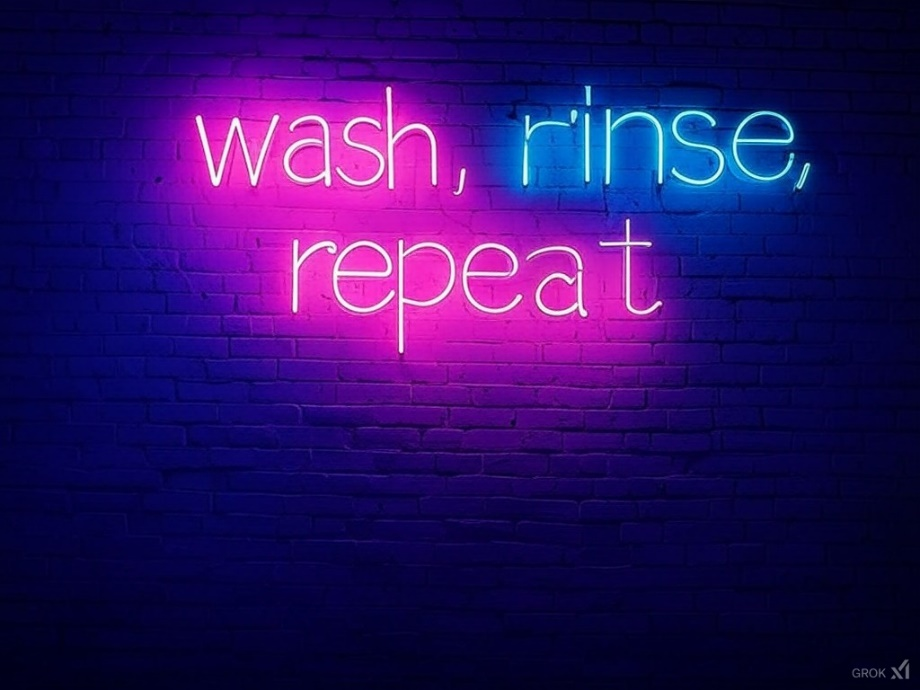 wash, rinse,
repeat
GROK